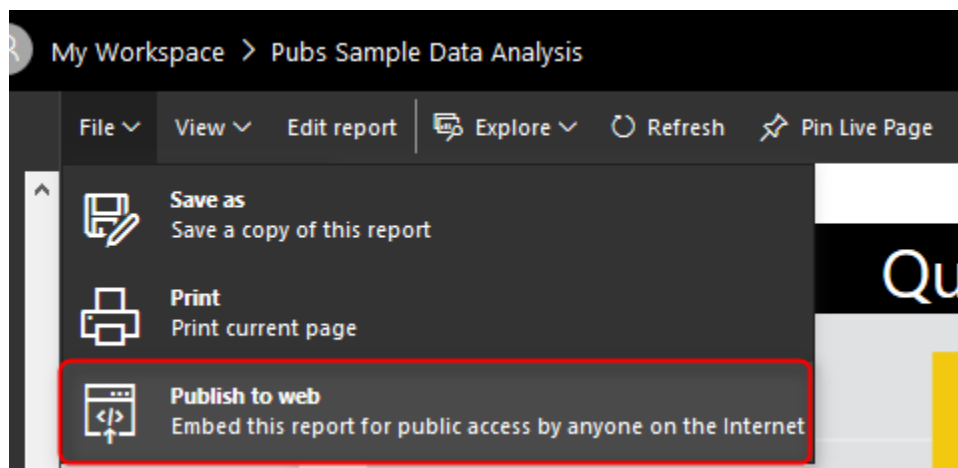 My Workspace > Pubs Sample Data Analysis
File View Edit report Explore Refresh Pin Live Page
Save as
Save a copy of this report
Qu
Print
Print current page
Publish to web
Embed this report for public access by anyone on the Internet